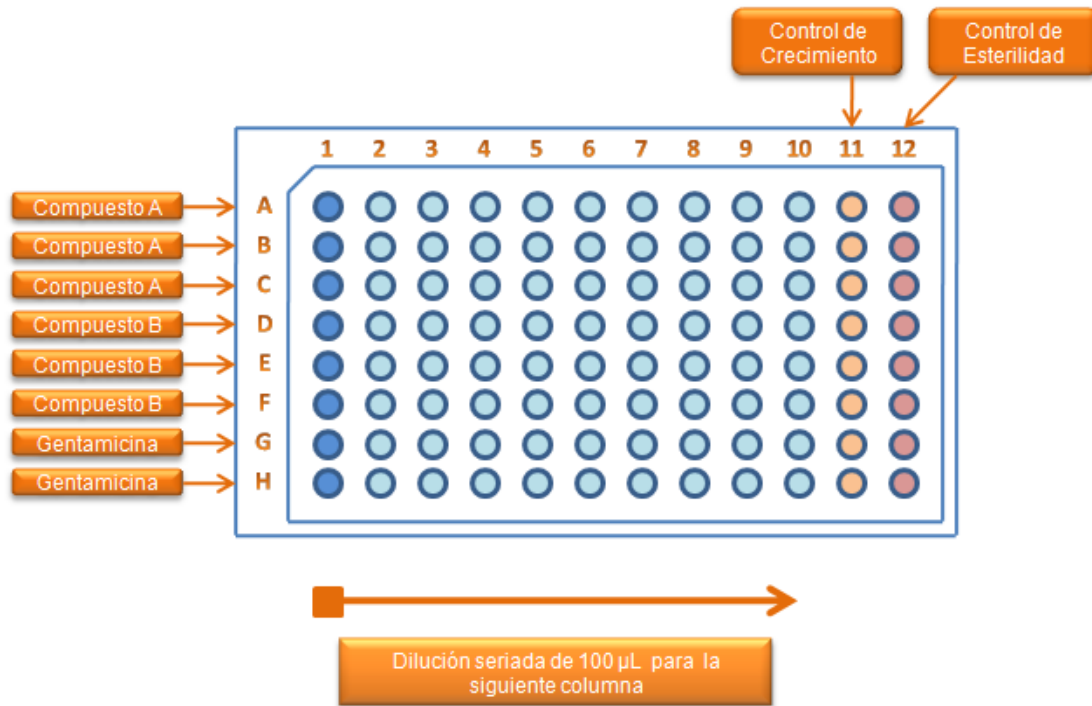 Control de
Crecimiento
Control de
Esterilidad
1 2 3 4 5 6 7 8 9 10 11 12
Compuesto A A
Compuesto A B
Compuesto A C
Compuesto B D
Compuesto B E
Compuesto B F
Gentamicina G
Gentamicina H
Dilución seriada de 100 µL para la
siguiente columna